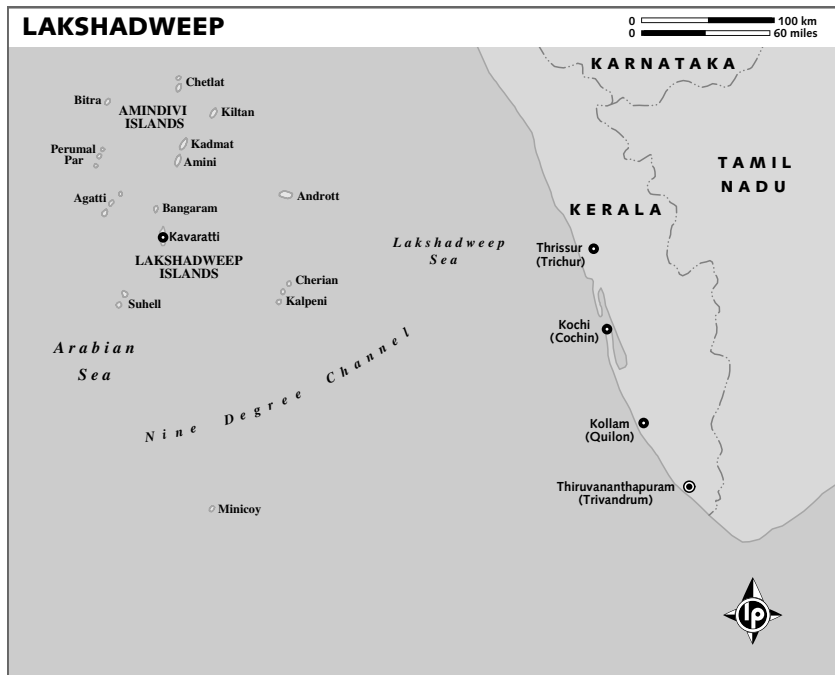 LAKSHADWEEP
0 100 km
0 60 miles
KARNATAKA
Chetlat
Bitra
AMINDIVI
ISLANDS
Kiltan
Perumal
Par
Kadmat
Amini
TAMIL
NADU
Agatti
Bangaram
Andrott
KERALA
Kavaratti
Lakshadweep
Sea
Thrissur
(Trichur)
LAKSHADWEEP
ISLANDS
Cherian
Kalpeni
Suheli
Kochi
(Cochin)
Arabian
Sea
Nine Degree Channel
Kollam
(Quilon)
Thiruvananthapuram
(Trivandrum)
Minicoy
lp